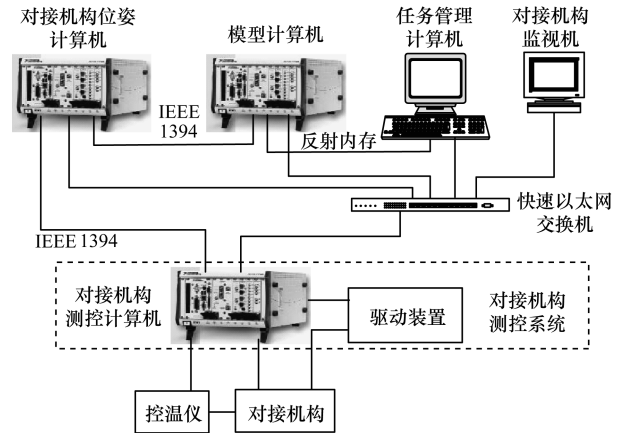 对接机构位姿
计算机
模型计算机
任务管理
计算机
对接机构
监视机
IEEE
1394
反射内存
快速以太网
交换机
IEEE 1394
对接机构
测控计算机
驱动装置
对接机构
测控系统
控温仪
对接机构